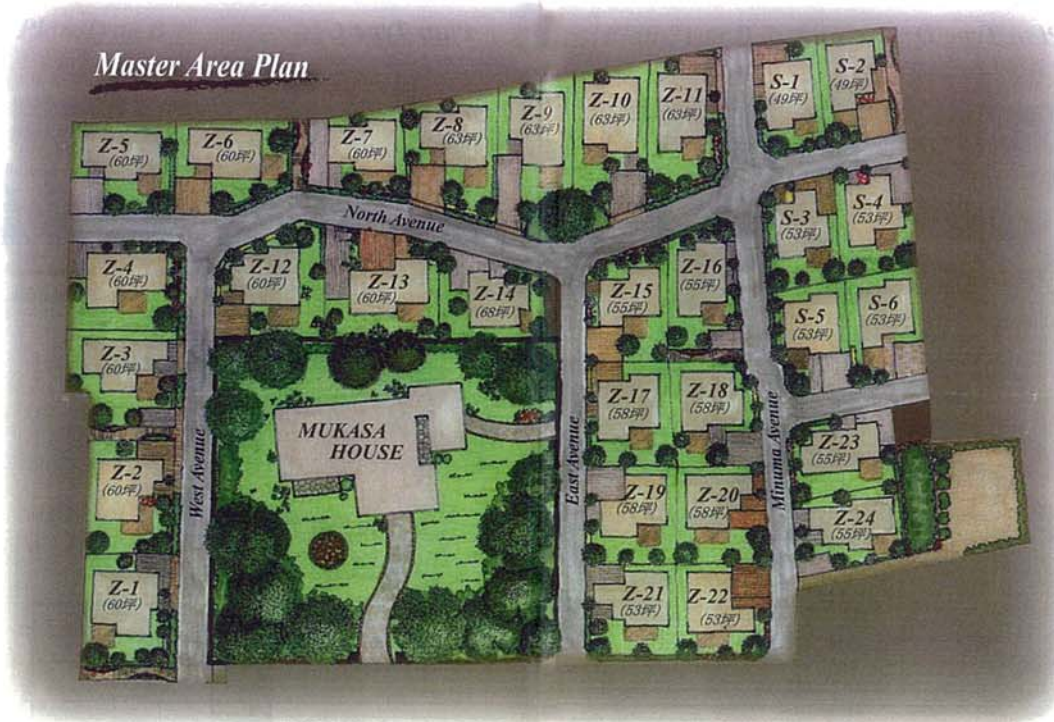 Master Area Plan
Z-5
(60坪)
Z-6
(60坪)
Z-7
(60坪)
Z-8
(63坪)
Z-9
(63坪)
Z-10
(63坪)
Z-11
(63坪)
S-1
(49坪)
S-2
(49坪)
North Avenue
S-3
(53坪)
S-4
(53坪)
Z-4
(60坪)
Z-12
(60坪)
Z-13
(60坪)
Z-14
(68坪)
Z-15
(55坪)
Z-16
(55坪)
S-5
(53坪)
S-6
(53坪)
Z-3
(60坪)
Z-17
(58坪)
Z-18
(58坪)
MUKASA
HOUSE
West Avenue
East Avenue
Minuma Avenue
Z-23
(55坪)
Z-2
(60坪)
Z-19
(58坪)
Z-20
(58坪)
Z-24
(55坪)
Z-1
(60坪)
Z-21
(53坪)
Z-22
(53坪)